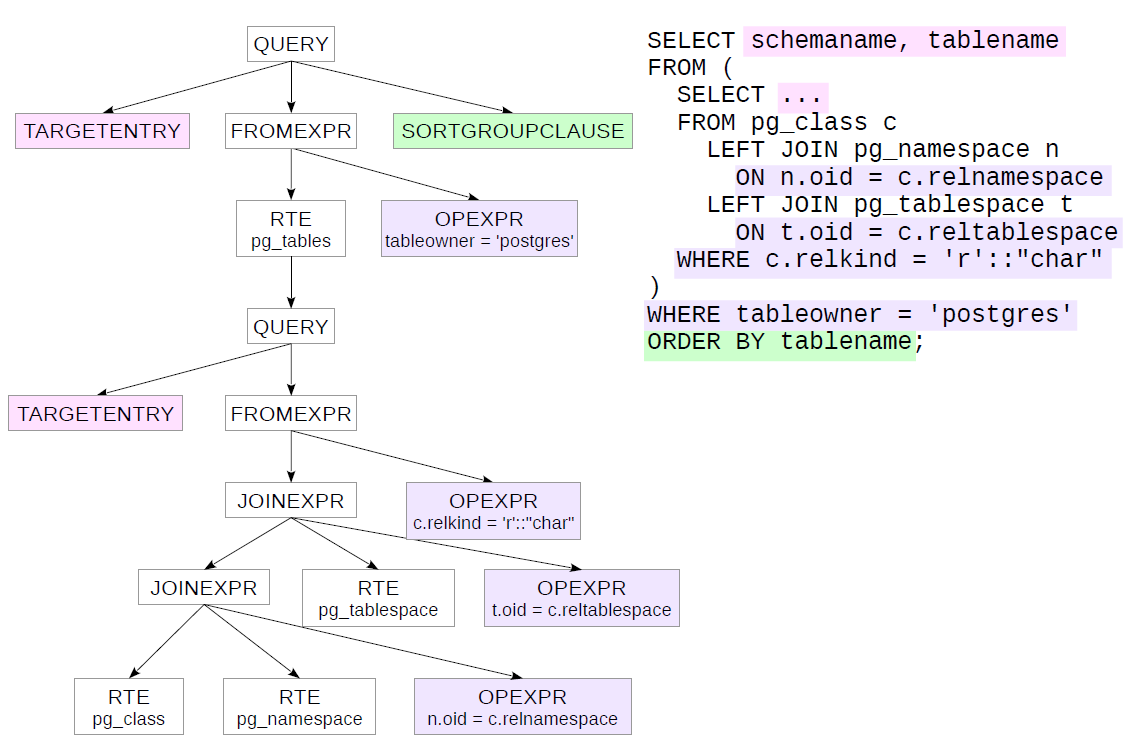 QUERY
TARGETENTRY
FROMEXPR
SORTGROUPCLAUSE
RTE
pg_tables
OPEXPR
tableowner = 'postgres'
QUERY
TARGETENTRY
FROMEXPR
JOINEXPR
OPEXPR
c.relkind = 'r'::"char"
JOINEXPR
RTE
pg_tablespace
OPEXPR
t.oid = c.reltablespace
RTE
pg_class
RTE
pg_namespace
OPEXPR
n.oid = c.relnamespace
SELECT schemaname, tablename
FROM (
SELECT ...
FROM pg_class c
LEFT JOIN pg_namespace n
ON n.oid = c.relnamespace
LEFT JOIN pg_tablespace t
ON t.oid = c.reltablespace
WHERE c.relkind = 'r'::"char"
)
WHERE tableowner = 'postgres'
ORDER BY tablename;